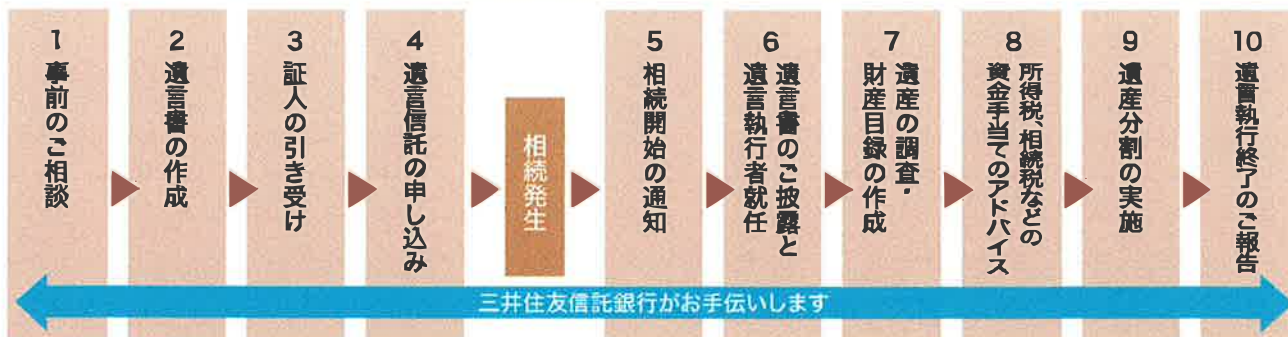 1 事前のご相談
2 遺言書の作成
3 証人の引き受け
4 遺言信託の申し込み
相続発生
5 相続開始の通知
6 遺言書のご披露と
遺言執行者就任
7 遺産の調査・
財産目録の作成
8 所得税、相続税などの
資金手当てのアドバイス
9 遺産分割の実施
10 遺言執行終了のご報告
三井住友信託銀行がお手伝いします